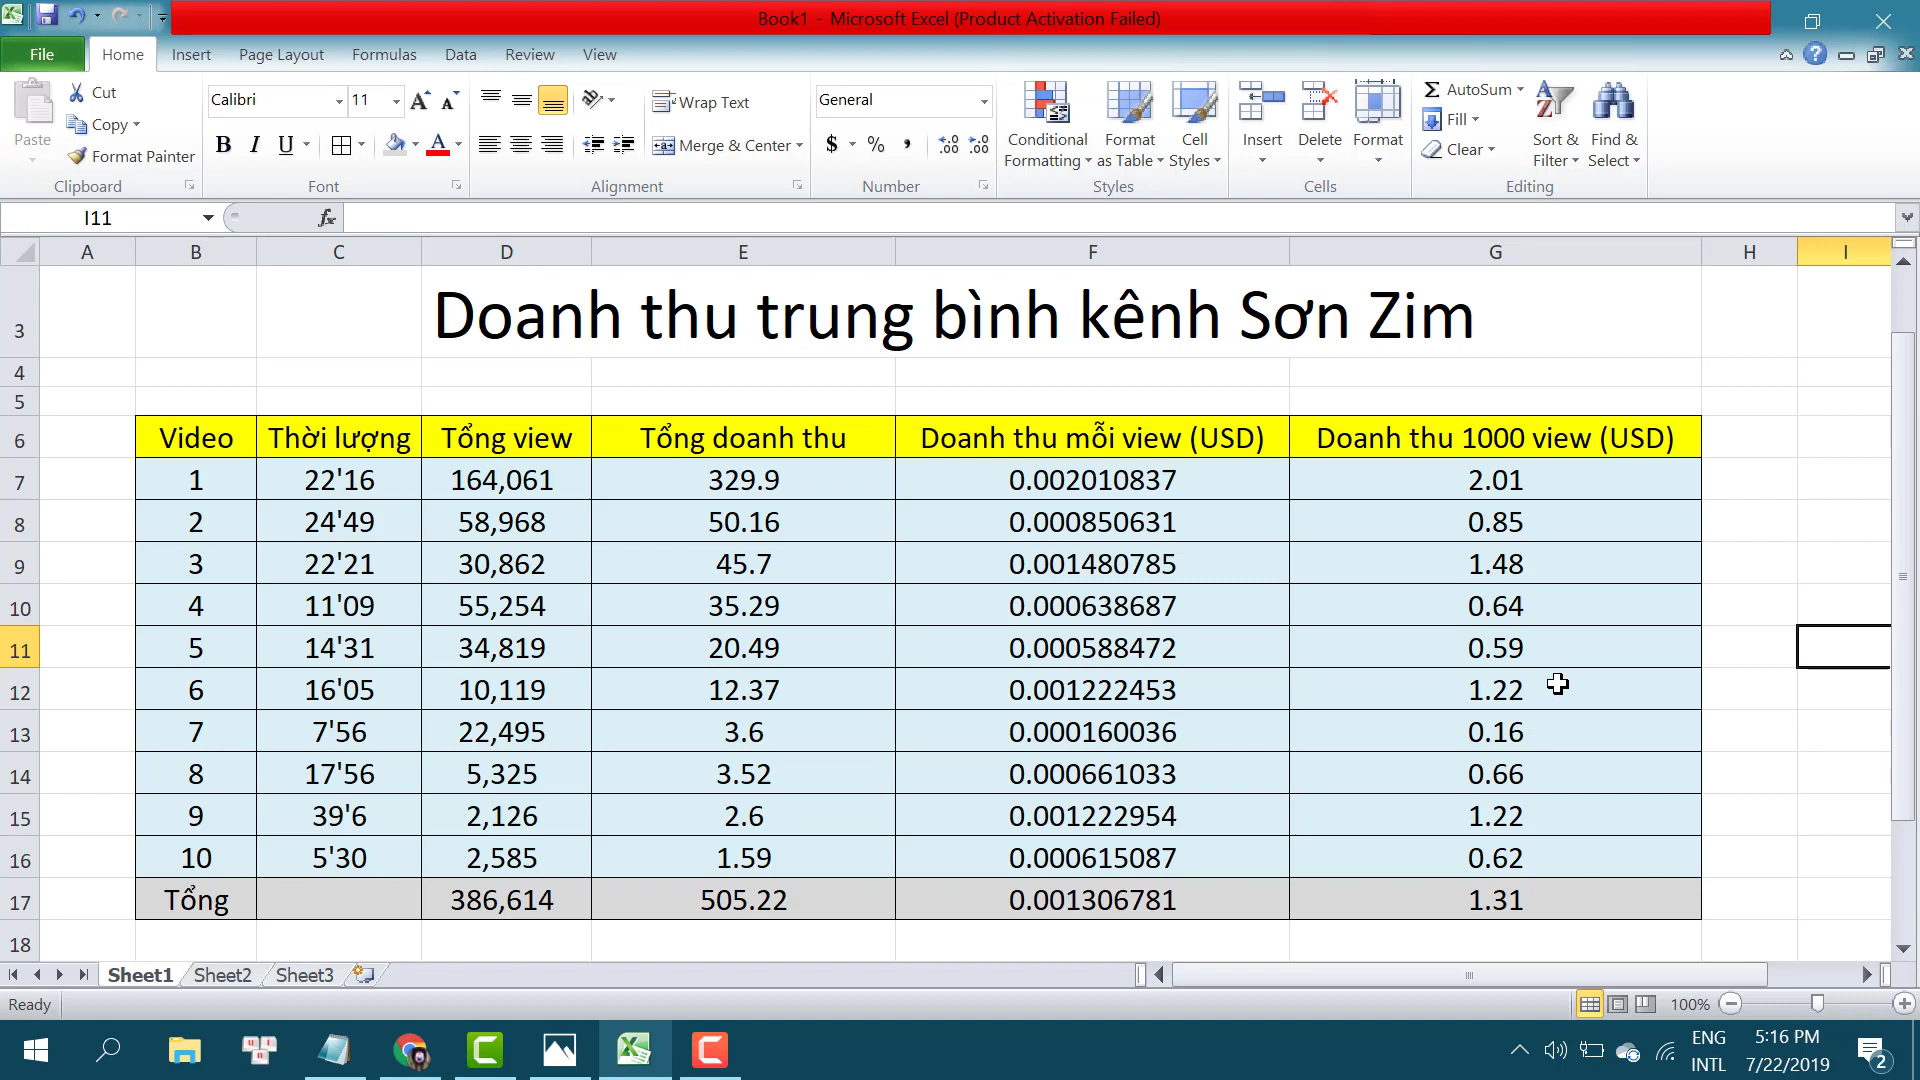 Book1 - Microsoft Excel (Product Activation Failed)
File Home Insert Page Layout Formulas Data Review View
Paste
Cut
Copy
Format Painter
Clipboard
Calibri 11
B I U
Font
Wrap Text
Merge & Center
Alignment
General
$ % ,
Number
Conditional Formatting
Format as Table
Cell Styles
Styles
Insert Delete Format
Cells
AutoSum
Fill
Clear
Sort & Filter
Find & Select
Editing
I11 fx
A B C D E F G H I
3 Doanh thu trung bình kênh Sơn Zim
4
5
6 Video Thời lượng Tổng view Tổng doanh thu Doanh thu mỗi view (USD) Doanh thu 1000 view (USD)
7 1 22'16 164,061 329.9 0.002010837 2.01
8 2 24'49 58,968 50.16 0.000850631 0.85
9 3 22'21 30,862 45.7 0.001480785 1.48
10 4 11'09 55,254 35.29 0.000638687 0.64
11 5 14'31 34,819 20.49 0.000588472 0.59
12 6 16'05 10,119 12.37 0.001222453 1.22
13 7 7'56 22,495 3.6 0.000160036 0.16
14 8 17'56 5,325 3.52 0.000661033 0.66
15 9 39'6 2,126 2.6 0.001222954 1.22
16 10 5'30 2,585 1.59 0.000615087 0.62
17 Tổng 386,614 505.22 0.001306781 1.31
18
Sheet1 Sheet2 Sheet3
Ready 100%
ENG 5:16 PM
INTL 7/22/2019 2